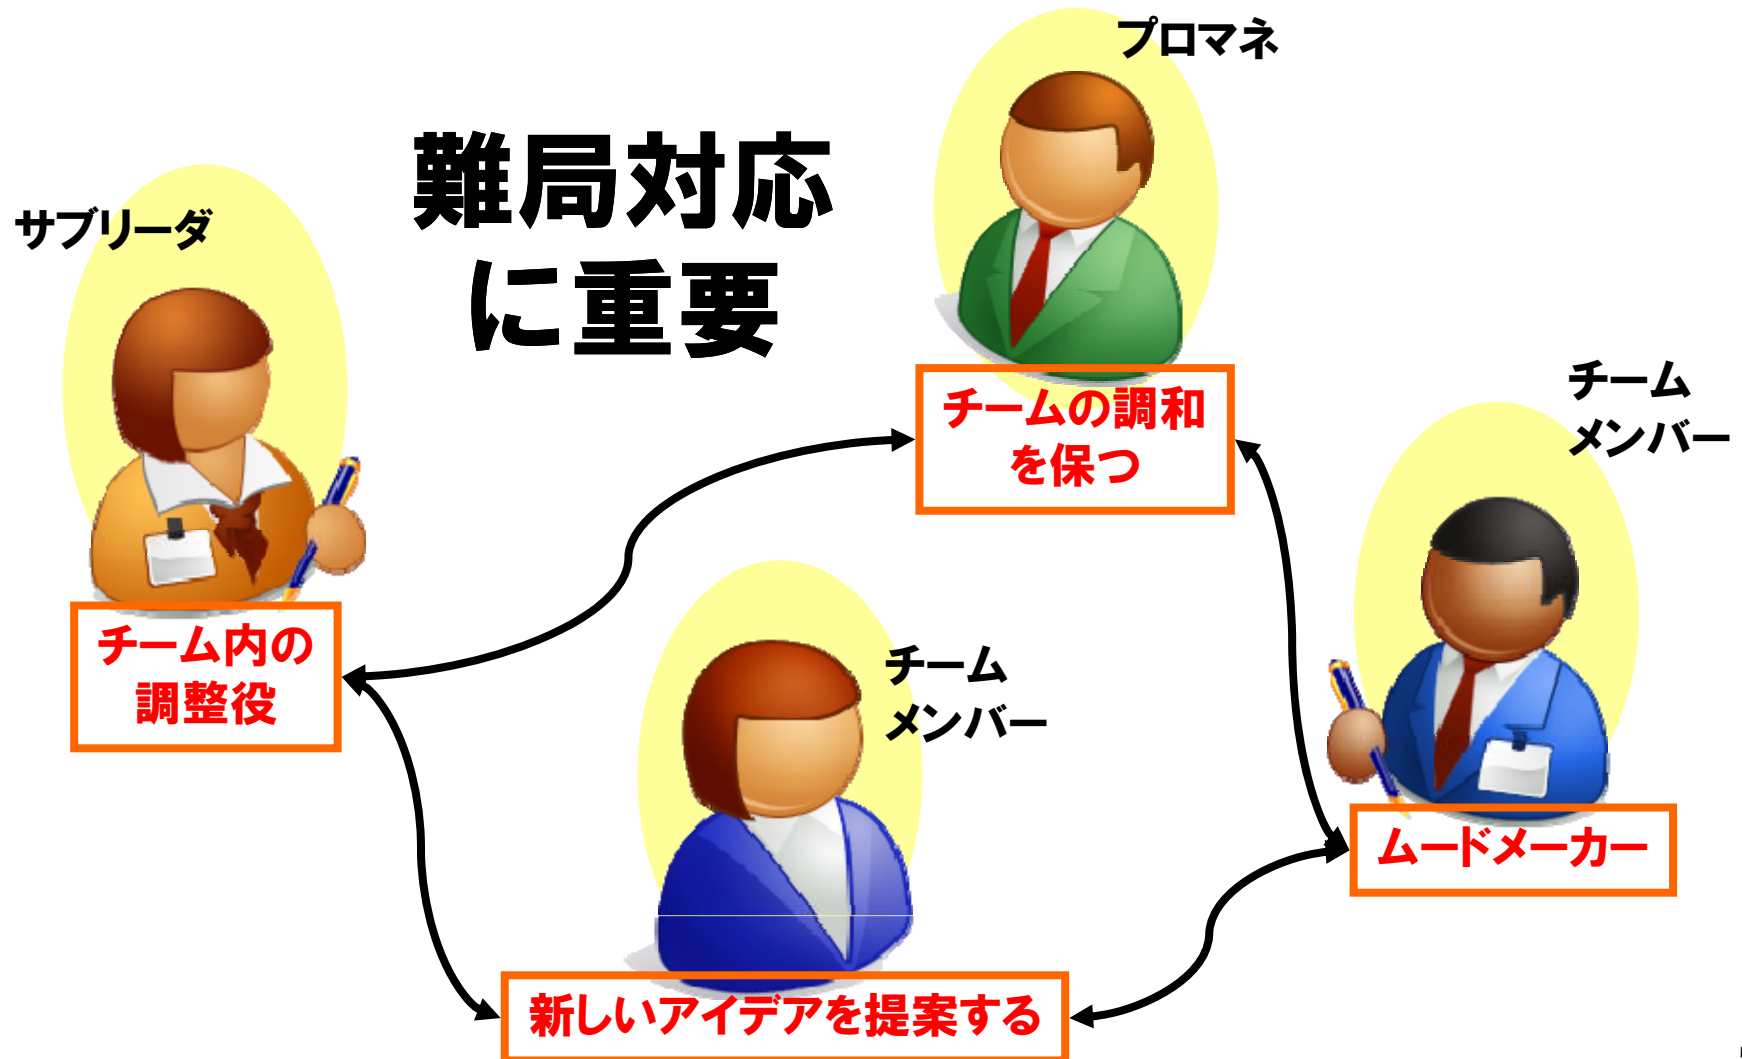 プロマネ
難局対応
に重要
サブリーダ
チームの調和
を保つ
チーム
メンバー
チーム内の
調整役
チーム
メンバー
ムードメーカー
新しいアイデアを提案する